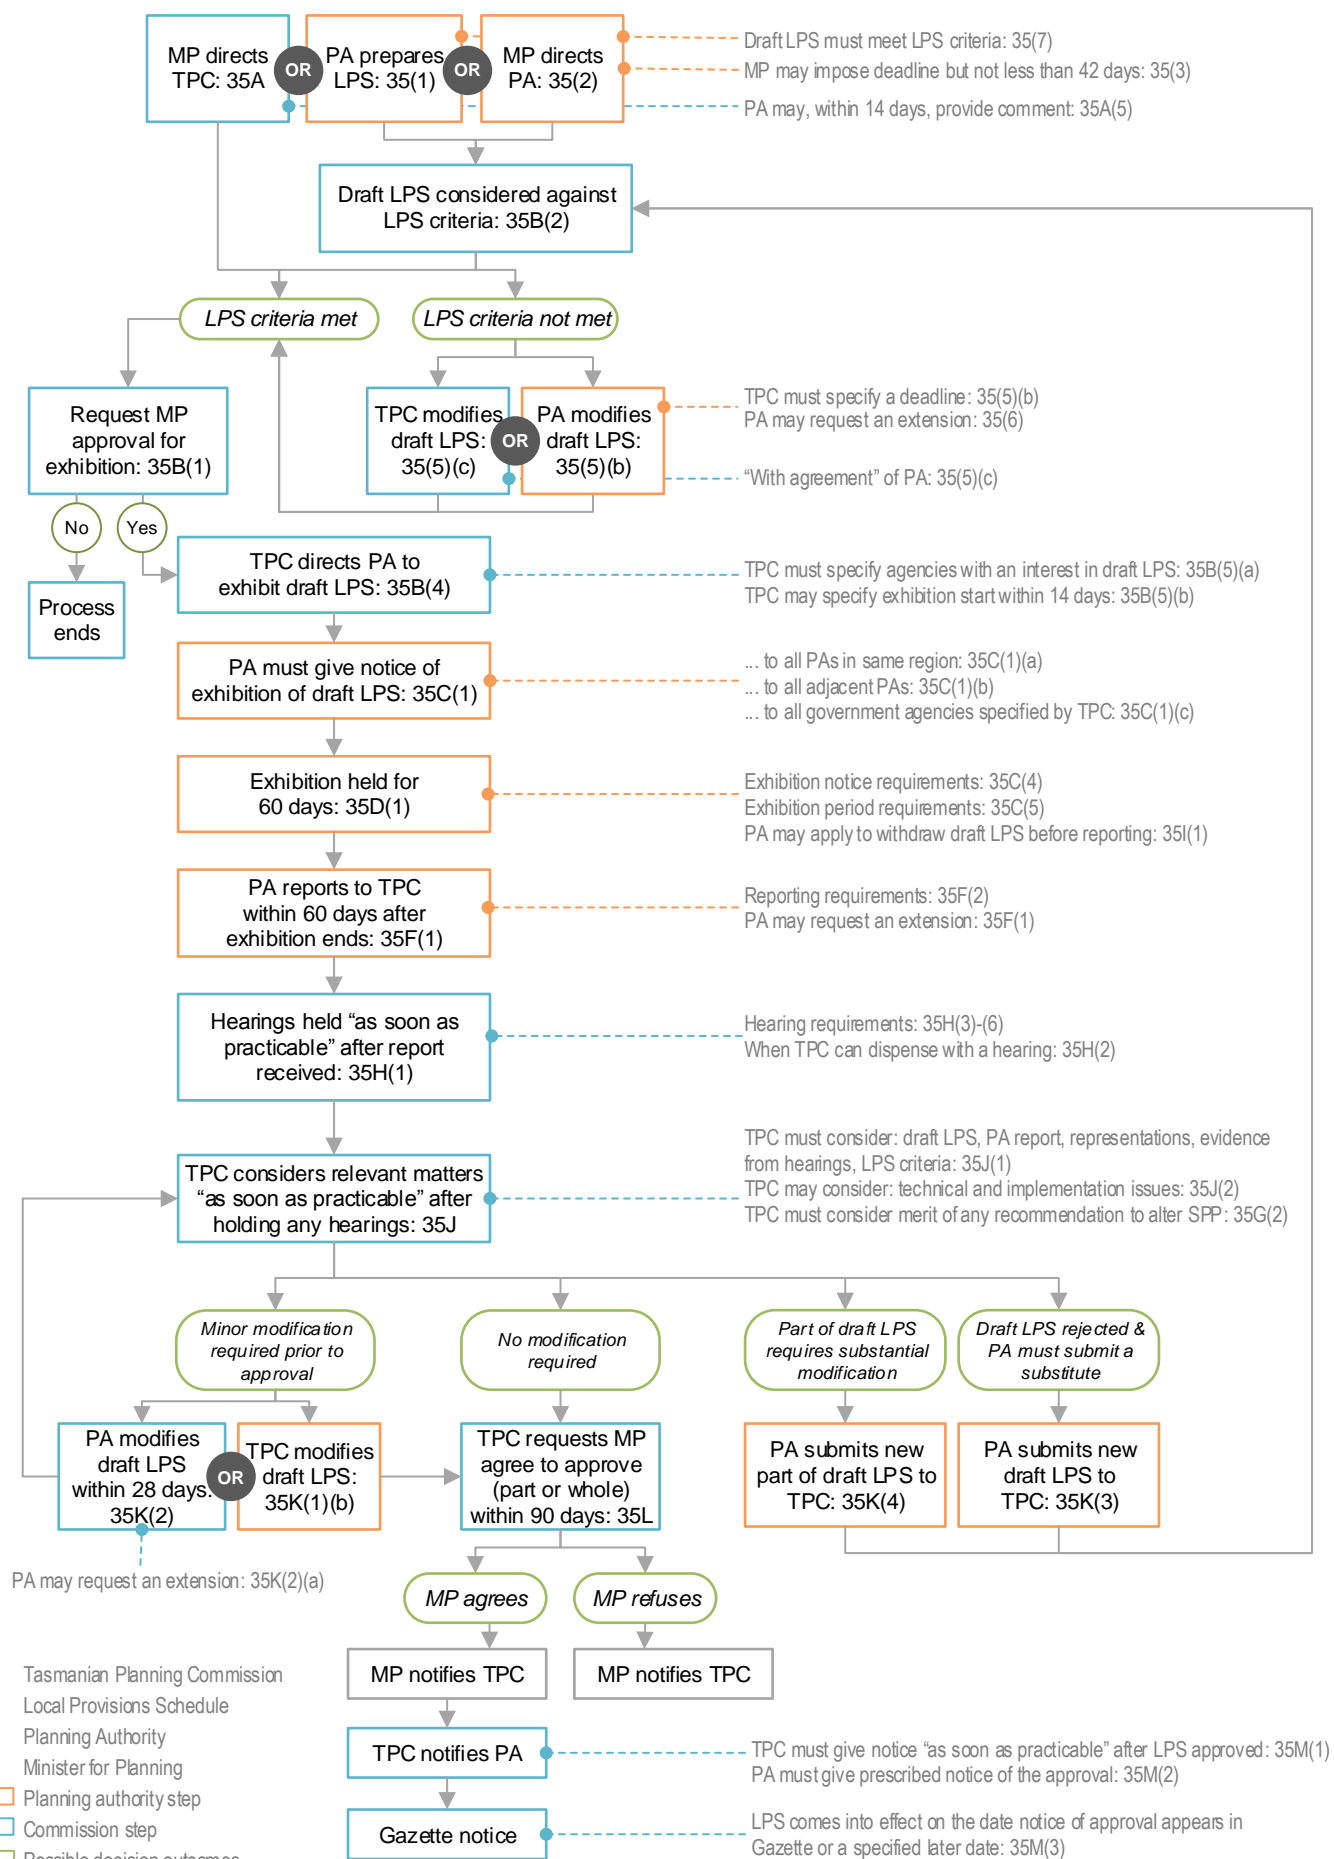 MP directs
TPC: 35A
OR
PA prepares
LPS: 35(1)
OR
MP directs
PA: 35(2)
Draft LPS must meet LPS criteria: 35(7)
MP may impose deadline but not less than 42 days: 35(3)
PA may, within 14 days, provide comment: 35A(5)
Draft LPS considered against
LPS criteria: 35B(2)
LPS criteria met
LPS criteria not met
Request MP
approval for
exhibition: 35B(1)
TPC modifies
draft LPS:
35(5)(c)
OR
PA modifies
draft LPS:
35(5)(b)
TPC must specify a deadline: 35(5)(b)
PA may request an extension: 35(6)
“With agreement” of PA: 35(5)(c)
No
Yes
Process
ends
TPC directs PA to
exhibit draft LPS: 35B(4)
TPC must specify agencies with an interest in draft LPS: 35B(5)(a)
TPC may specify exhibition start within 14 days: 35B(5)(b)
PA must give notice of
exhibition of draft LPS: 35C(1)
... to all PAs in same region: 35C(1)(a)
... to all adjacent PAs: 35C(1)(b)
... to all government agencies specified by TPC: 35C(1)(c)
Exhibition held for
60 days: 35D(1)
Exhibition notice requirements: 35C(4)
Exhibition period requirements: 35C(5)
PA may apply to withdraw draft LPS before reporting: 35I(1)
PA reports to TPC
within 60 days after
exhibition ends: 35F(1)
Reporting requirements: 35F(2)
PA may request an extension: 35F(1)
Hearings held “as soon as
practicable” after report
received: 35H(1)
Hearing requirements: 35H(3)-(6)
When TPC can dispense with a hearing: 35H(2)
TPC considers relevant matters
“as soon as practicable” after
holding any hearings: 35J
TPC must consider: draft LPS, PA report, representations, evidence
from hearings, LPS criteria: 35J(1)
TPC may consider: technical and implementation issues: 35J(2)
TPC must consider merit of any recommendation to alter SPP: 35G(2)
Minor modification
required prior to
approval
No modification
required
Part of draft LPS
requires substantial
modification
Draft LPS rejected &
PA must submit a
substitute
PA modifies
draft LPS
within 28 days:
35K(2)
OR
TPC modifies
draft LPS:
35K(1)(b)
TPC requests MP
agree to approve
(part or whole)
within 90 days: 35L
PA submits new
part of draft LPS to
TPC: 35K(4)
PA submits new
draft LPS to
TPC: 35K(3)
PA may request an extension: 35K(2)(a)
MP agrees
MP refuses
MP notifies TPC
MP notifies TPC
Tasmanian Planning Commission
Local Provisions Schedule
Planning Authority
Minister for Planning
Planning authority step
Commission step
Possible decision outcomes
TPC notifies PA
TPC must give notice “as soon as practicable” after LPS approved: 35M(1)
PA must give prescribed notice of the approval: 35M(2)
Gazette notice
LPS comes into effect on the date notice of approval appears in
Gazette or a specified later date: 35M(3)